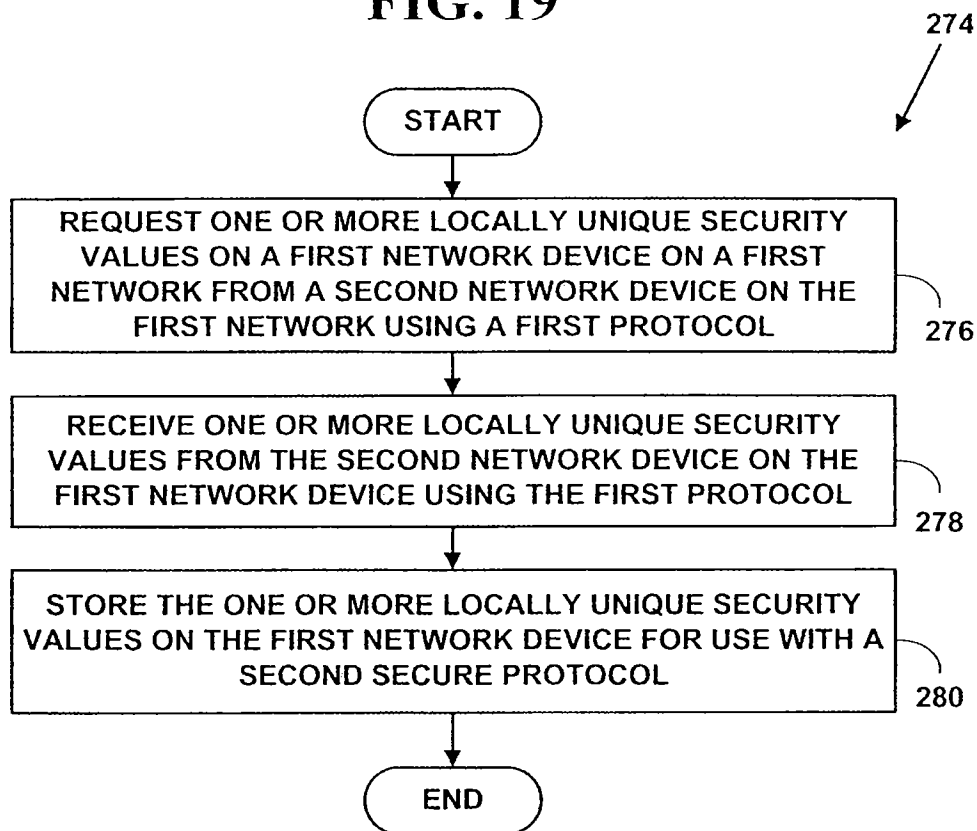 FIG. 19
274
START
REQUEST ONE OR MORE LOCALLY UNIQUE SECURITY
VALUES ON A FIRST NETWORK DEVICE ON A FIRST
NETWORK FROM A SECOND NETWORK DEVICE ON THE
FIRST NETWORK USING A FIRST PROTOCOL
276
RECEIVE ONE OR MORE LOCALLY UNIQUE SECURITY
VALUES FROM THE SECOND NETWORK DEVICE ON THE
FIRST NETWORK DEVICE USING THE FIRST PROTOCOL
278
STORE THE ONE OR MORE LOCALLY UNIQUE SECURITY
VALUES ON THE FIRST NETWORK DEVICE FOR USE WITH A
SECOND SECURE PROTOCOL
280
END